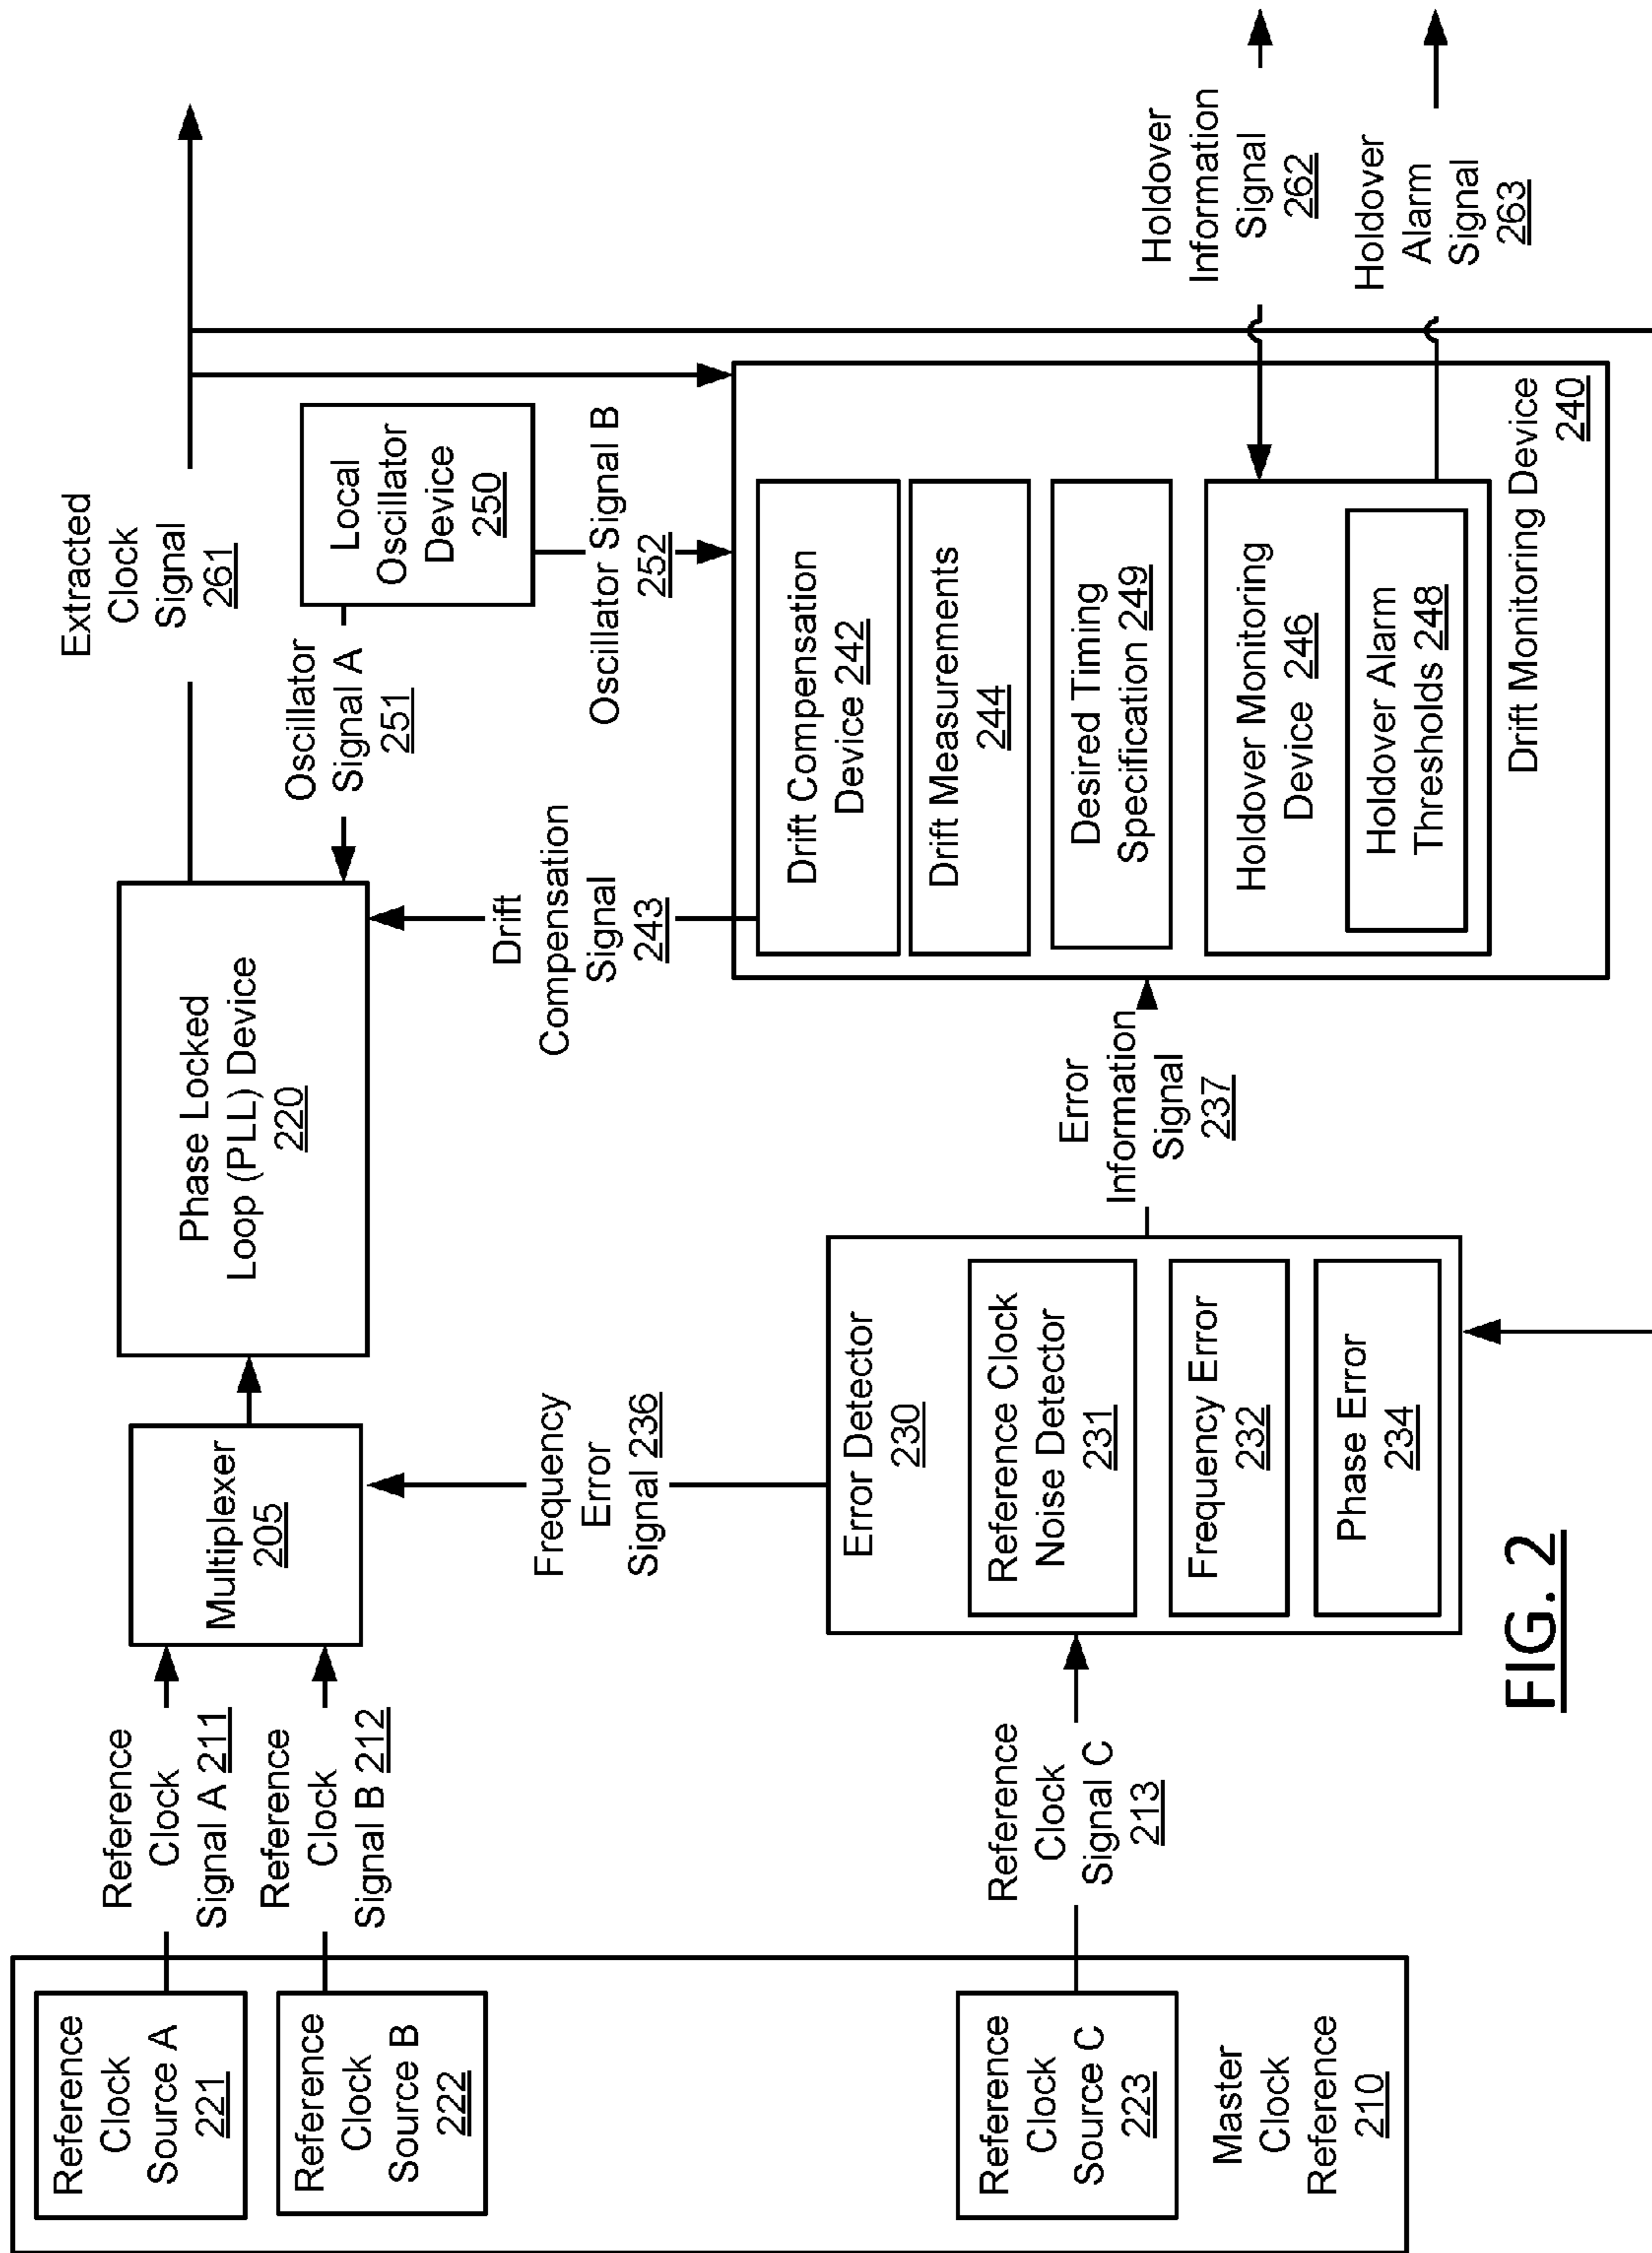 Reference
Clock
Source A
221
Reference
Clock
Source B
222
Reference
Clock
Source C
223
Master
Clock
Reference
210
Reference
Clock
Signal A 211
Reference
Clock
Signal B 212
Reference
Clock
Signal C
213
Multiplexer
205
Frequency
Error
Signal 236
Error Detector
230
Reference Clock
Noise Detector
231
Frequency Error
232
Phase Error
234
Phase Locked
Loop (PLL) Device
220
Error
Information
Signal
237
Drift
Compensation
Signal
243
Oscillator
Signal A
251
Extracted
Clock
Signal
261
Local
Oscillator
Device
250
Oscillator Signal B
252
Drift Compensation
Device 242
Drift Measurements
244
Desired Timing
Specification 249
Holdover Monitoring
Device 246
Holdover Alarm
Thresholds 248
Drift Monitoring Device
240
Holdover
Information
Signal
262
Holdover
Alarm
Signal
263
FIG. 2